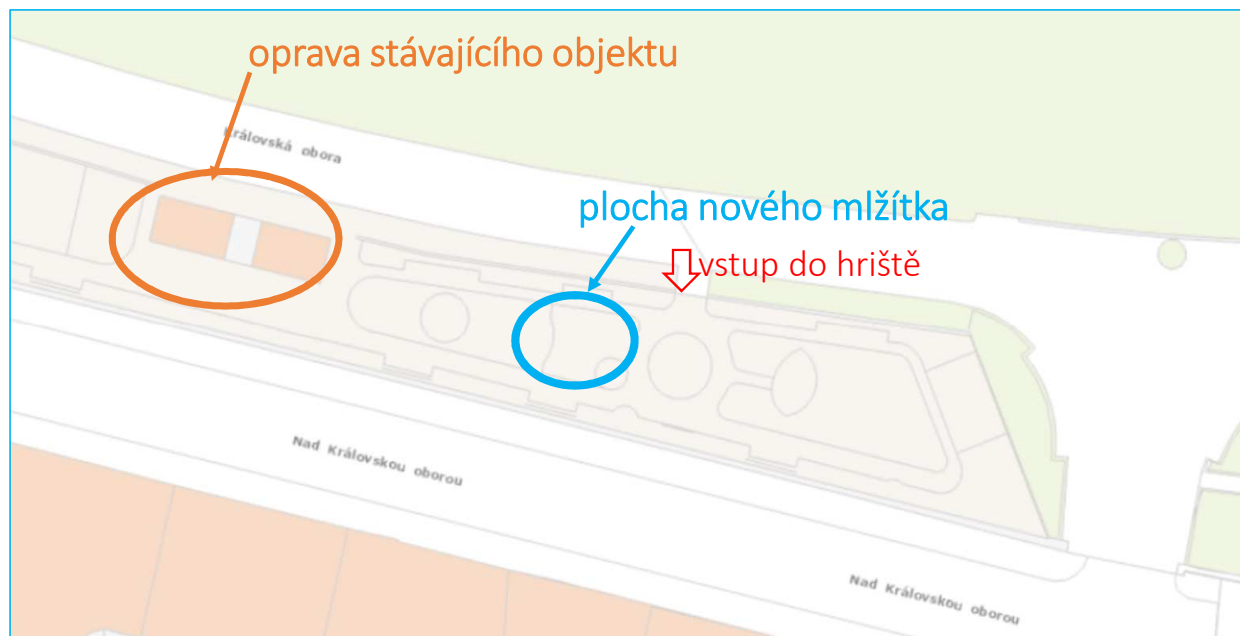 oprava stávajícího objektu
Královská obora
plocha nového mlžítka
vstup do hriště
Nad Královskou oborou
Nad Královskou oborou